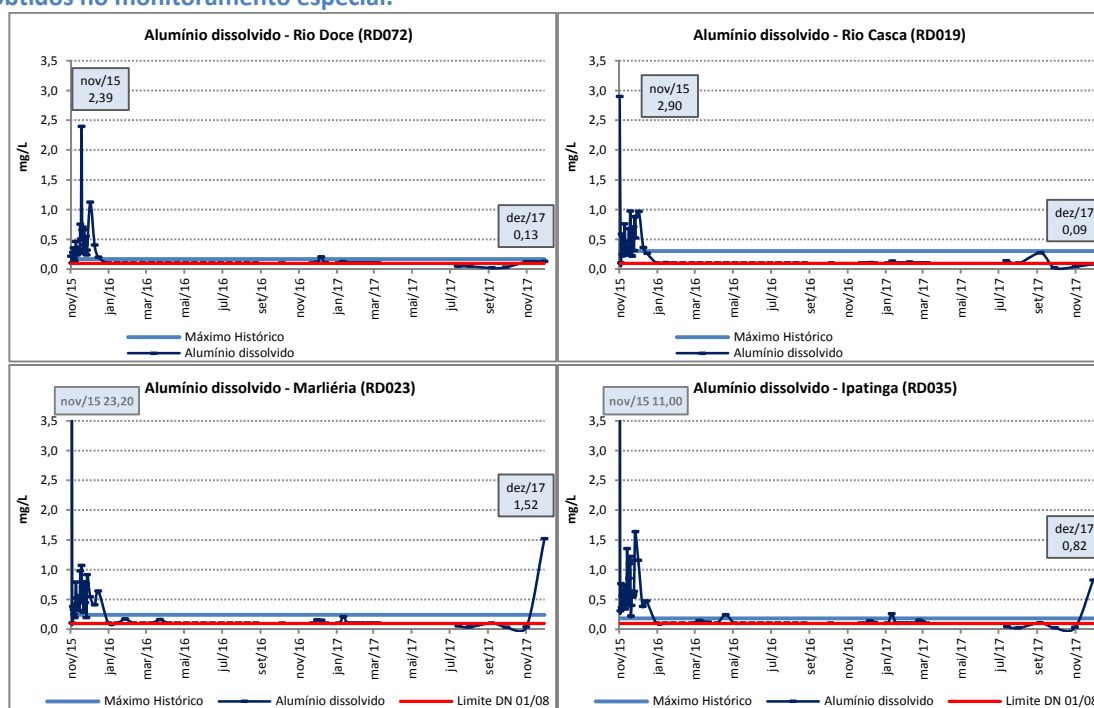 obtidos no monitoramento especial.
Alumínio dissolvido - Rio Doce (RD072)
3,5
3,0
2,5
2,0
1,5
1,0
0,5
0,0
mg/L
nov/15
2,39
dez/17
0,13
nov/15
jan/16
mar/16
mai/16
jul/16
set/16
nov/16
jan/17
mar/17
mai/17
jul/17
set/17
nov/17
Máximo Histórico
Alumínio dissolvido
Alumínio dissolvido - Rio Casca (RD019)
3,5
3,0
2,5
2,0
1,5
1,0
0,5
0,0
mg/L
nov/15
2,90
dez/17
0,09
nov/15
jan/16
mar/16
mai/16
jul/16
set/16
nov/16
jan/17
mar/17
mai/17
jul/17
set/17
nov/17
Máximo Histórico
Alumínio dissolvido
Alumínio dissolvido - Marliéria (RD023)
nov/15 23,20
3,5
3,0
2,5
2,0
1,5
1,0
0,5
0,0
mg/L
dez/17
1,52
nov/15
jan/16
mar/16
mai/16
jul/16
set/16
nov/16
jan/17
mar/17
mai/17
jul/17
set/17
nov/17
Máximo Histórico
Alumínio dissolvido
Limite DN 01/08
Alumínio dissolvido - Ipatinga (RD035)
nov/15 11,00
3,5
3,0
2,5
2,0
1,5
1,0
0,5
0,0
mg/L
dez/17
0,82
nov/15
jan/16
mar/16
mai/16
jul/16
set/16
nov/16
jan/17
mar/17
mai/17
jul/17
set/17
nov/17
Máximo Histórico
Alumínio dissolvido
Limite DN 01/08